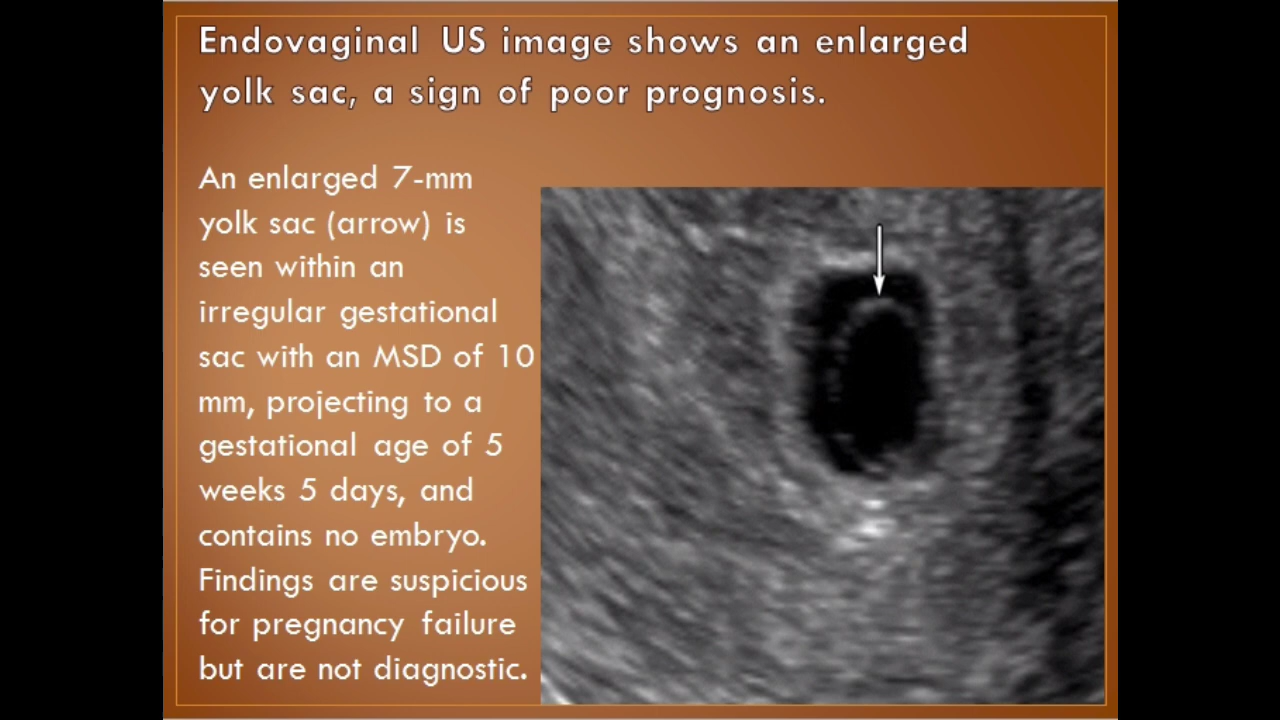 Endovaginal US image shows an enlarged
yolk sac, a sign of poor prognosis.
An enlarged 7-mm
yolk sac (arrow) is
seen within an
irregular gestational
sac with an MSD of 10
mm, projecting to a
gestational age of 5
weeks 5 days, and
contains no embryo.
Findings are suspicious
for pregnancy failure
but are not diagnostic.